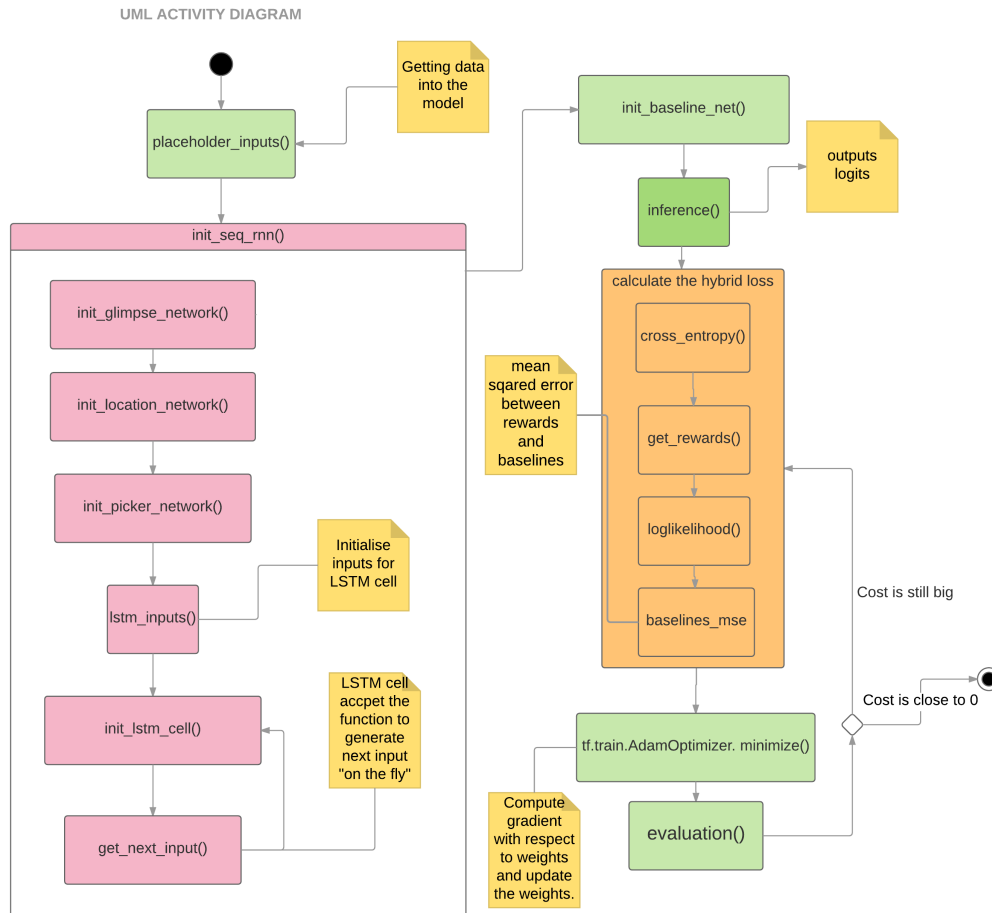 UML ACTIVITY DIAGRAM
Getting data
into the
model
placeholder_inputs()
init_seq_rnn()
init_glimpse_network()
init_location_network()
init_picker_network()
Initialise
inputs for
LSTM cell
lstm_inputs()
LSTM cell
accpet the
function to
generate
next input
"on the fly"
init_lstm_cell()
get_next_input()
init_baseline_net()
outputs
logits
inference()
calculate the hybrid loss
cross_entropy()
mean
sqared error
between
rewards
and
baselines
get_rewards()
loglikelihood()
baselines_mse
Cost is still big
Cost is close to 0
tf.train.AdamOptimizer. minimize()
Compute
gradient
with respect
to weights
and update
the weights.
evaluation()